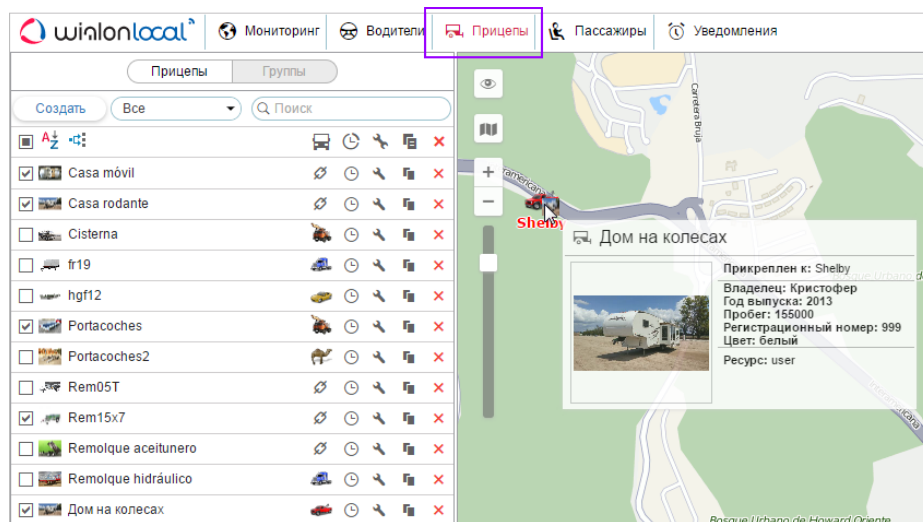 wialonlocal Мониторинг Водители Прицепы Пассажиры Уведомления
Прицепы Группы
Создать Все Поиск
Casa móvil
Casa rodante
Cisterna
fr19
hgf12
Portacoches
Portacoches2
Rem05T
Rem15x7
Remolque aceitunero
Remolque hidráulico
Дом на колесах
Carretera Bruja
Shelby
Дом на колесах
Прикреплен к: Shelby
Владелец: Кристофер
Год выпуска: 2013
Пробег: 155000
Регистрационный номер: 999
Цвет: белый
Ресурс: user
Bosque Urbano de Howard Oriente